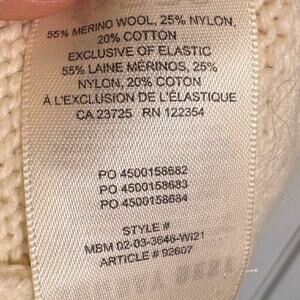 55% MERINO WOOL, 25% NYLON,
20% COTTON
EXCLUSIVE OF ELASTIC
55% LAINE MÉRINOS, 25%
NYLON, 20% COTON
À L'EXCLUSION DE L'ÉLASTIQUE
CA 23725 RN 122354
PO 4500158682
PO 4500158683
PO 4500158684
STYLE #
MBM 02-03-3646-WI21
ARTICLE # 92607